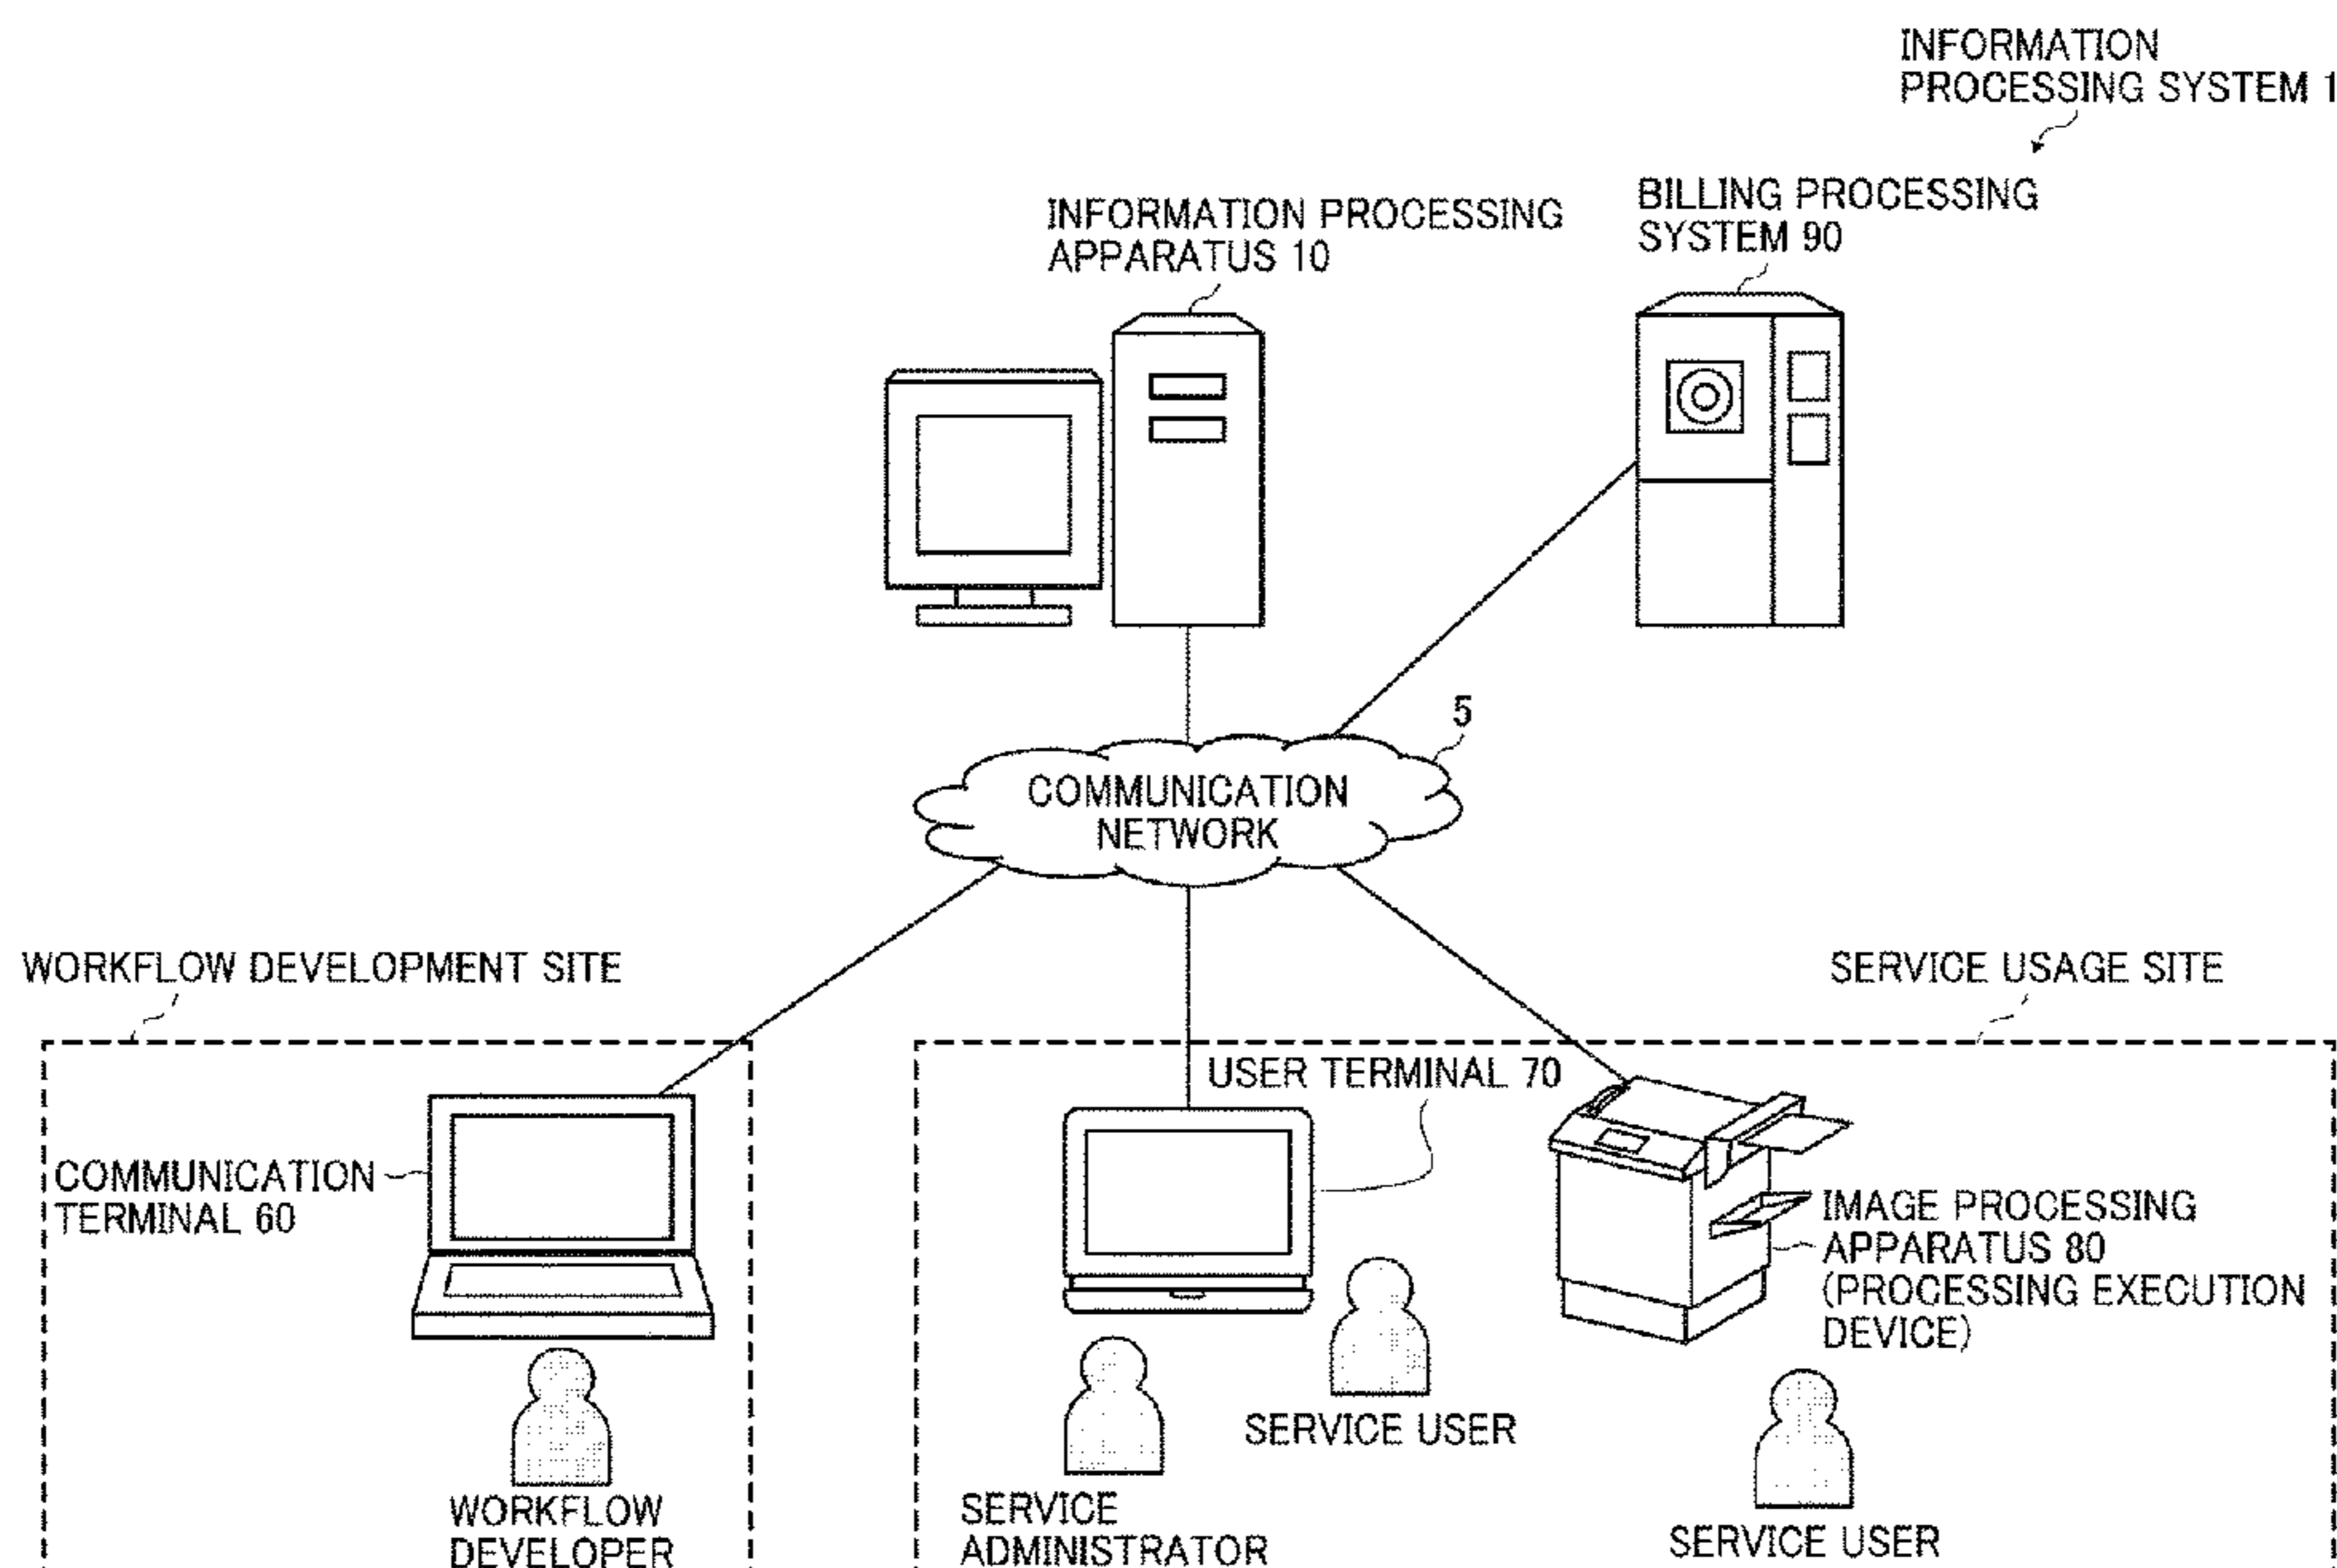 INFORMATION
PROCESSING SYSTEM 1
BILLING PROCESSING
SYSTEM 90
INFORMATION PROCESSING
APPARATUS 10
5
COMMUNICATION
NETWORK
WORKFLOW DEVELOPMENT SITE
SERVICE USAGE SITE
USER TERMINAL 70
COMMUNICATION
TERMINAL 60
IMAGE PROCESSING
APPARATUS 80
(PROCESSING EXECUTION
DEVICE)
SERVICE USER
WORKFLOW
DEVELOPER
SERVICE
ADMINISTRATOR
SERVICE USER